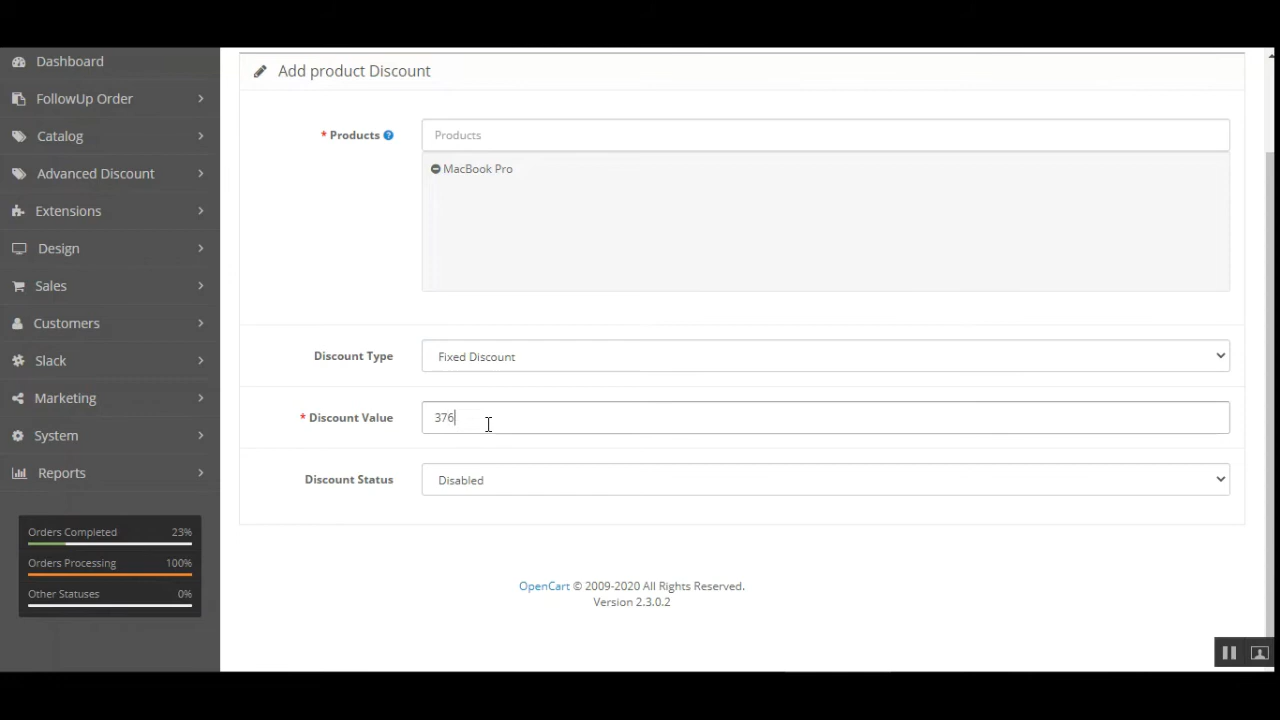 Dashboard
FollowUp Order
Catalog
Advanced Discount
Extensions
Design
Sales
Customers
Slack
Marketing
System
Reports
Orders Completed 23%
Orders Processing 100%
Other Statuses 0%
Add product Discount
* Products
Products
MacBook Pro
Discount Type
Fixed Discount
* Discount Value
376
Discount Status
Disabled
OpenCart © 2009-2020 All Rights Reserved.
Version 2.3.0.2